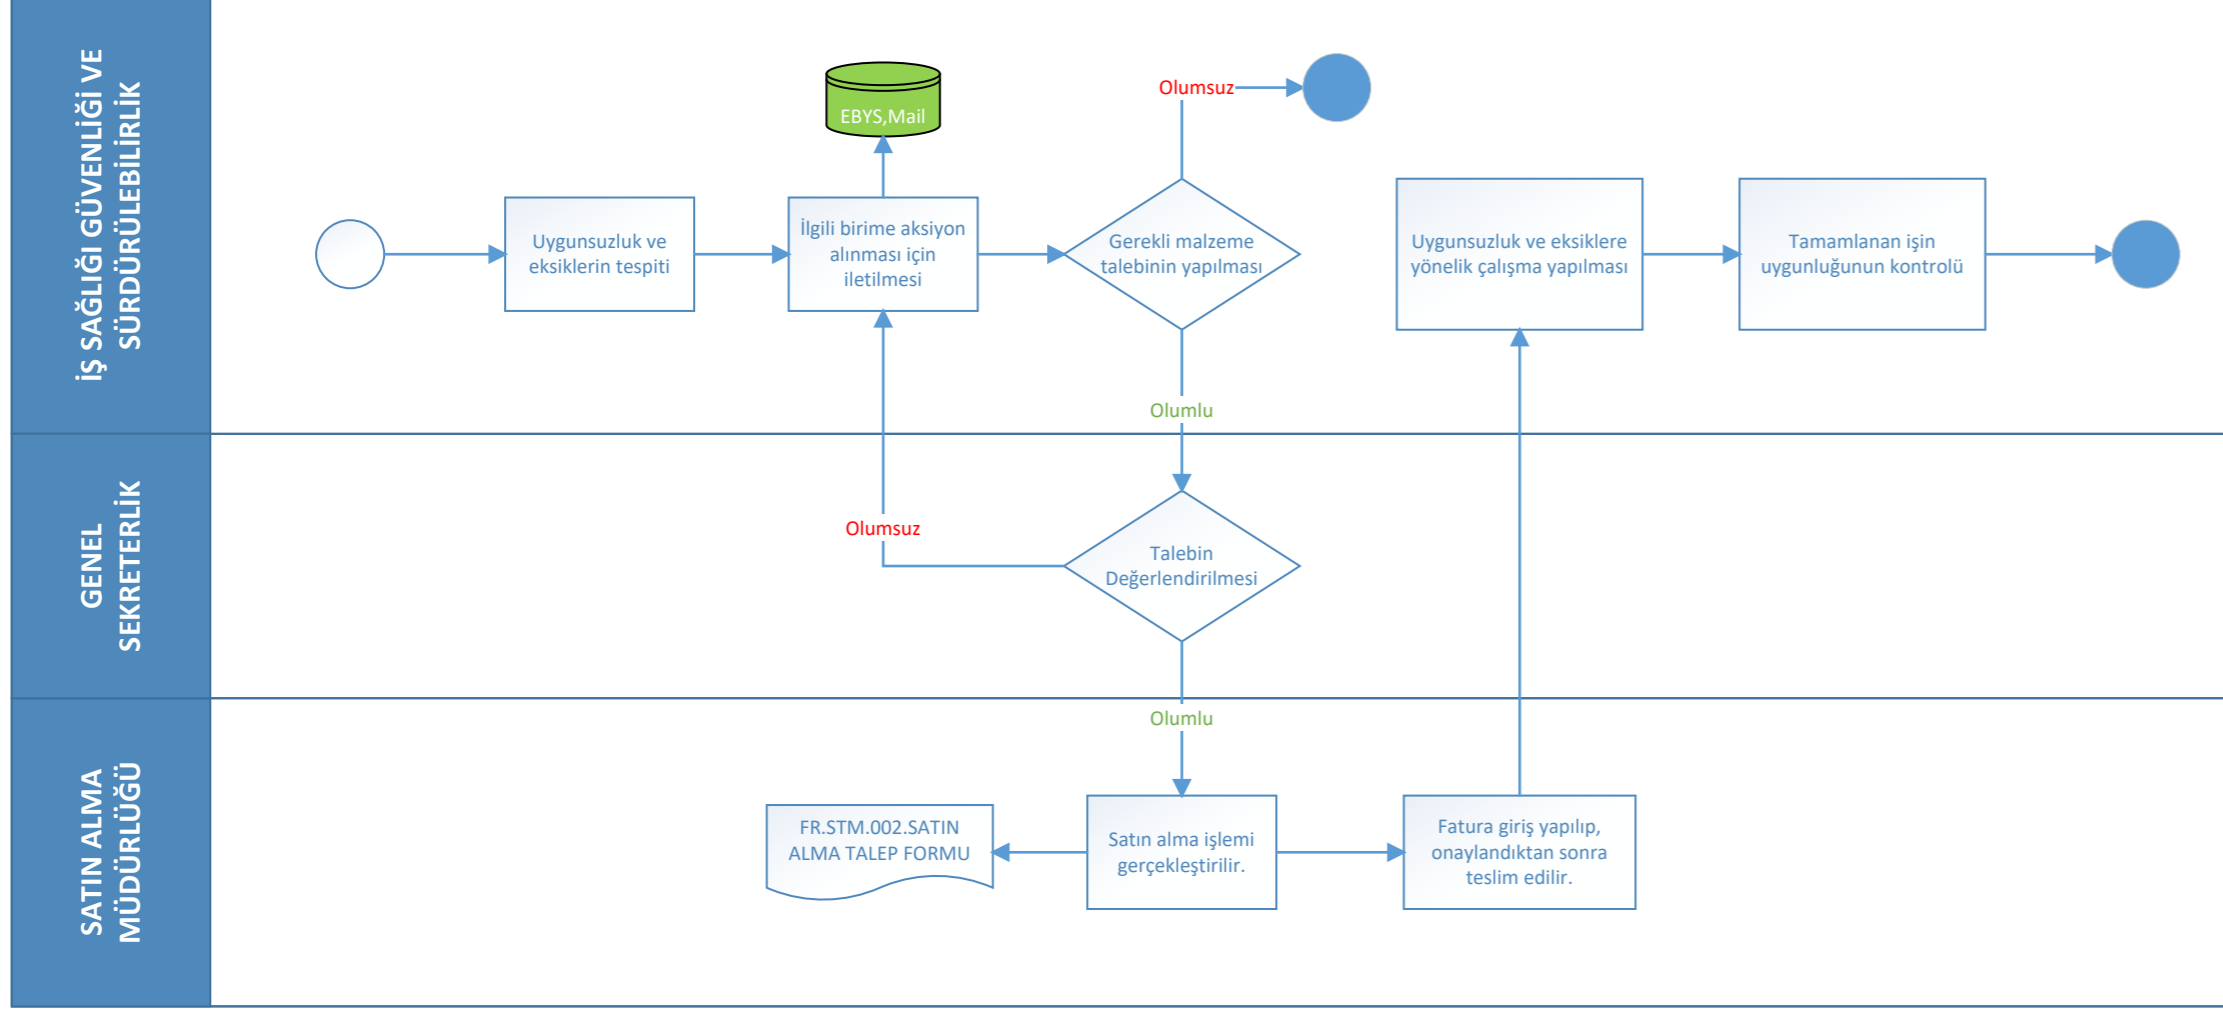 İŞ SAĞLIĞI GÜVENLİĞİ VE
SÜRDÜRÜLEBİLİRLİK
EBYS,Mail
Olumsuz
Uygunsuzluk ve
eksiklerin tespiti
İlgili birime aksiyon
alınması için
iletilmesi
Gerekli malzeme
talebinin yapılması
Uygunsuzluk ve eksiklere
yönelik çalışma yapılması
Tamamlanan işin
uygunluğunun kontrolü
Olumlu
GENEL
SEKRETERLİK
Olumsuz
Talebin
Değerlendirilmesi
Olumlu
SATIN ALMA
MÜDÜRLÜĞÜ
FR.STM.002.SATIN
ALMA TALEP FORMU
Satın alma işlemi
gerçekleştirilir.
Fatura giriş yapılıp,
onaylandıktan sonra
teslim edilir.